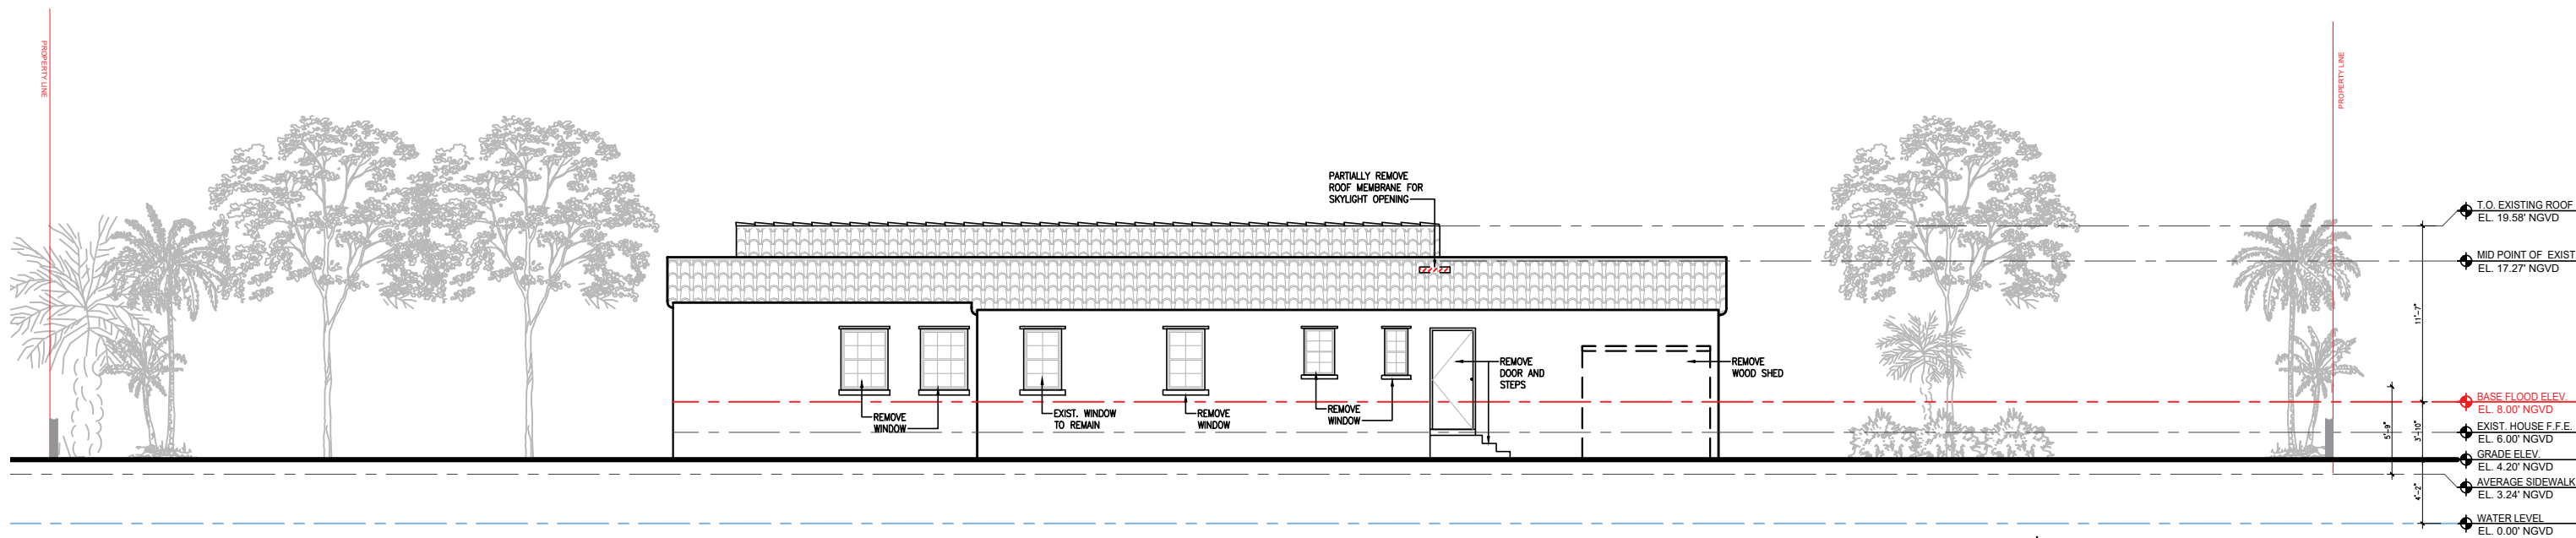 PROPERTY LINE
PROPERTY LINE
PARTIALLY REMOVE
ROOF MEMBRANE FOR
SKYLIGHT OPENING
REMOVE
WINDOW
EXIST. WINDOW
TO REMAIN
REMOVE
WINDOW
REMOVE
WINDOW
REMOVE
DOOR AND
STEPS
REMOVE
WOOD SHED
T.O. EXISTING ROOF
EL. 19.58' NGVD
MID POINT OF EXIST
EL. 17.27' NGVD
11'-7"
BASE FLOOD ELEV.
EL. 8.00' NGVD
5'-9"
3'-10"
EXIST. HOUSE F.F.E.
EL. 6.00' NGVD
GRADE ELEV.
EL. 4.20' NGVD
AVERAGE SIDEWALK
EL. 3.24' NGVD
4'-2"
WATER LEVEL
EL. 0.00' NGVD